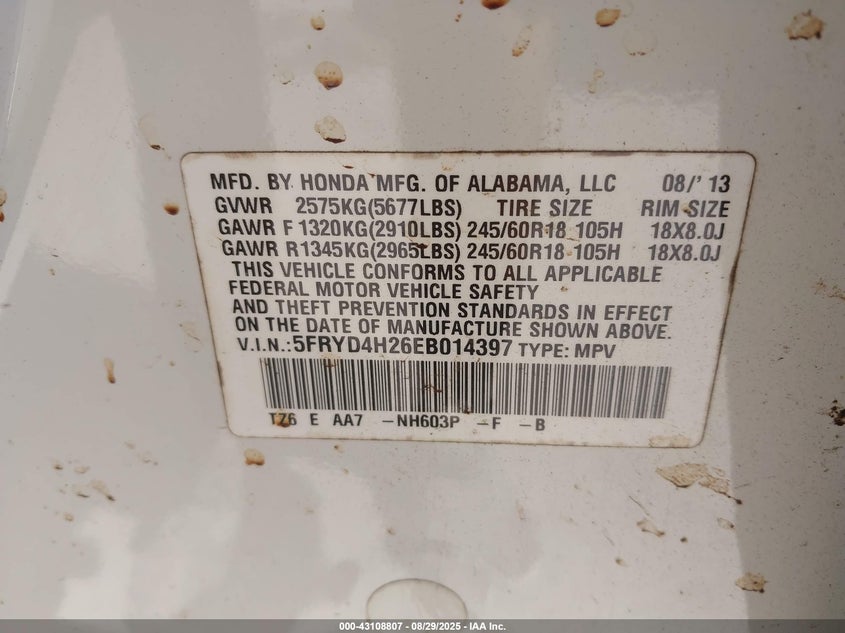 MFD. BY HONDA MFG. OF ALABAMA, LLC 08/' 13
GVWR 2575KG(5677LBS) TIRE SIZE RIM SIZE
GAWR F 1320KG(2910LBS) 245/60R18 105H 18X8.0J
GAWR R1345KG(2965LBS) 245/60R18 105H 18X8.0J
THIS VEHICLE CONFORMS TO ALL APPLICABLE
FEDERAL MOTOR VEHICLE SAFETY
AND THEFT PREVENTION STANDARDS IN EFFECT
ON THE DATE OF MANUFACTURE SHOWN ABOVE.
V.I.N.:5FRYD4H26EB014397 TYPE: MPV
TZ6 E AA7 -NH603P -F -B
000-43108807 - 08/29/2025 - IAA Inc.